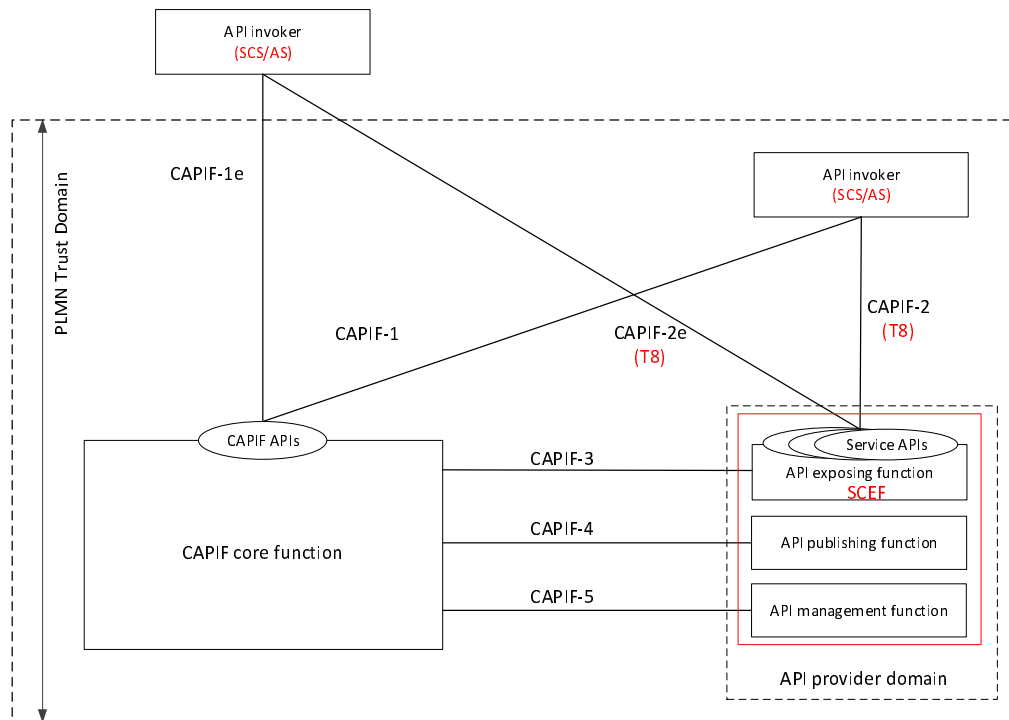 API invoker
(SCS/AS)
CAPIF-1e
API invoker
(SCS/AS)
PLMN Trust Domain
CAPIF-1
CAPIF-2e
(T8)
CAPIF-2
(T8)
CAPIF APIs
Service APIs
CAPIF-3
API exposing function
SCEF
CAPIF core function
CAPIF-4
API publishing function
CAPIF-5
API management function
API provider domain